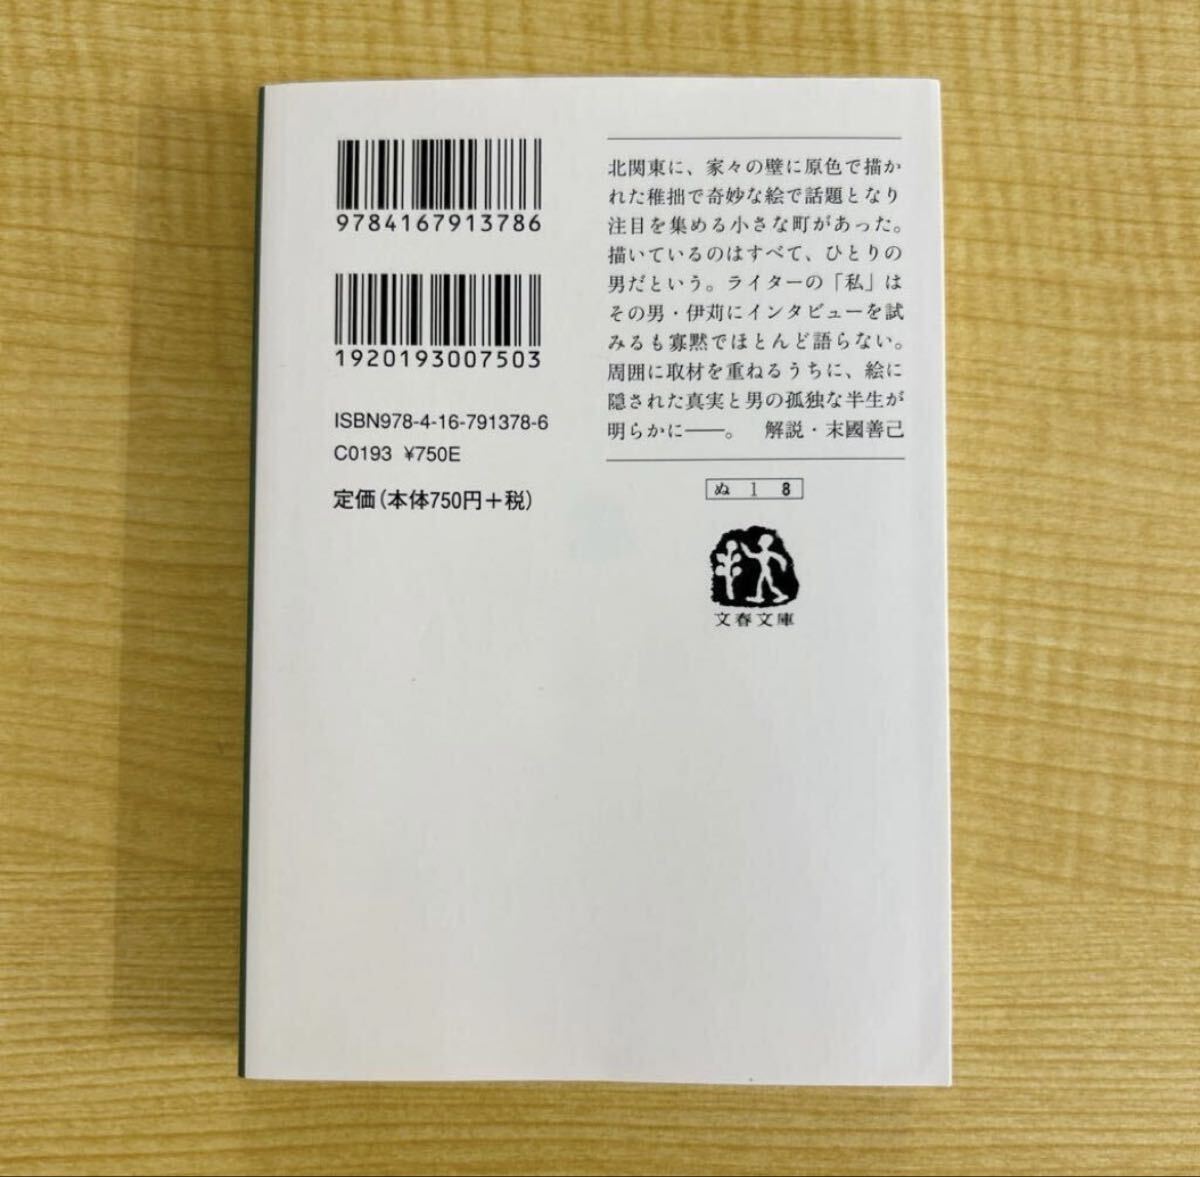 9784167913786
1920193007503
ISBN978-4-16-791378-6
C0193 ¥750E
定価(本体750円+税)
北関東に、家々の壁に原色で描か
れた稚拙で奇妙な絵で話題となり
注目を集める小さな町があった。
描いているのはすべて、ひとりの
男だという。ライターの「私」は
その男・伊苅にインタビューを試
みるも寡黙でほとんど語らない。
周囲に取材を重ねるうちに、絵に
隠された真実と男の孤独な半生が
明らかに――。 解説・末國善己
ぬ 1 8
文春文庫